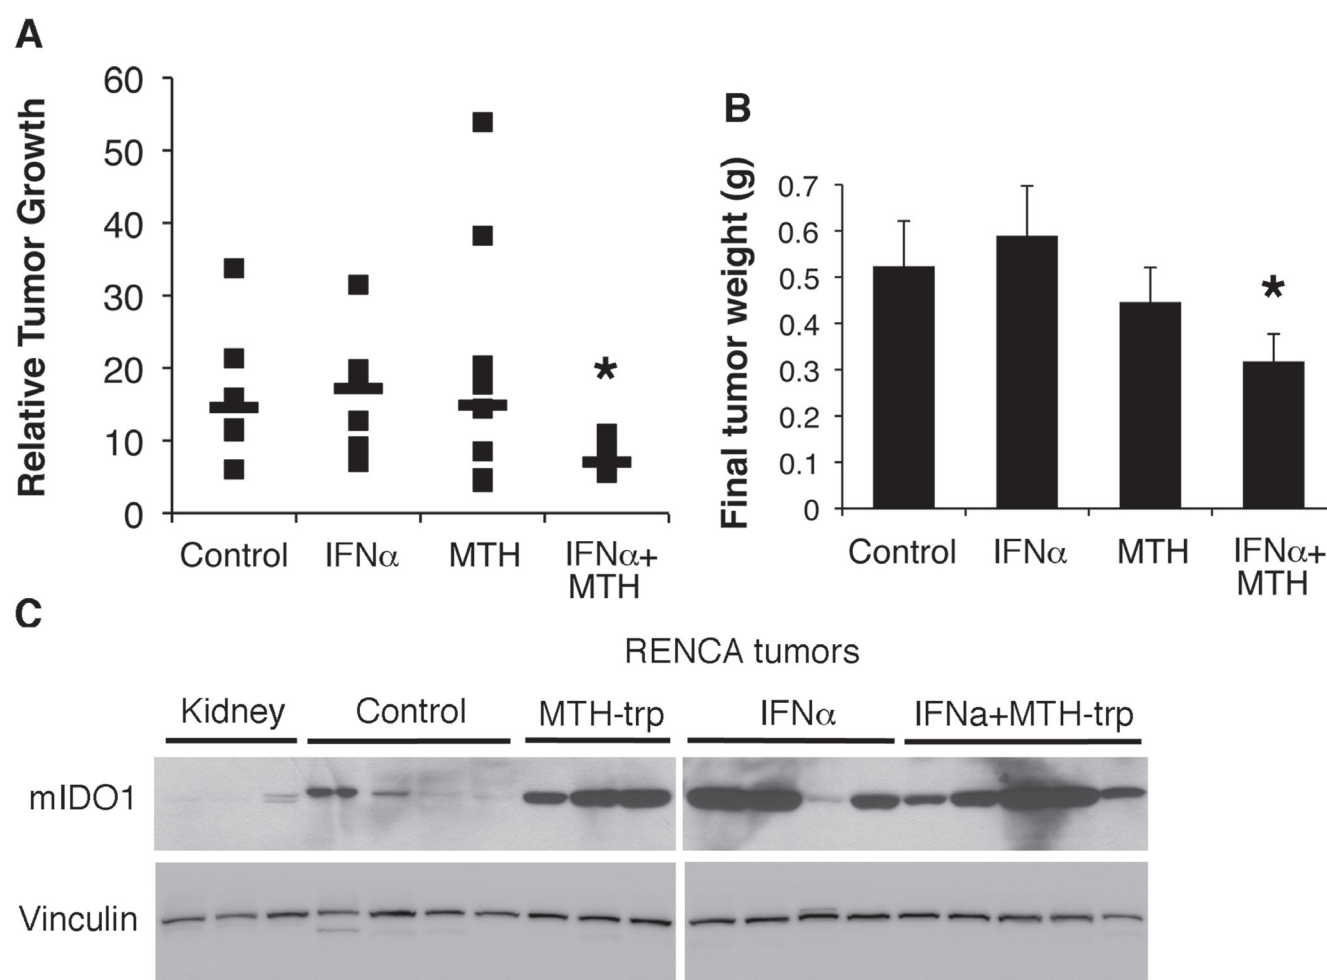 A
Relative Tumor Growth
60
50
40
30
20
10
0
*
Control
IFNα
MTH
IFNα+
MTH
B
Final tumor weight (g)
0.7
0.6
0.5
0.4
0.3
0.2
0.1
0
*
Control
IFNα
MTH
IFNα+
MTH
C
RENCA tumors
Kidney
Control
MTH-trp
IFNα
IFNa+MTH-trp
mIDO1
Vinculin